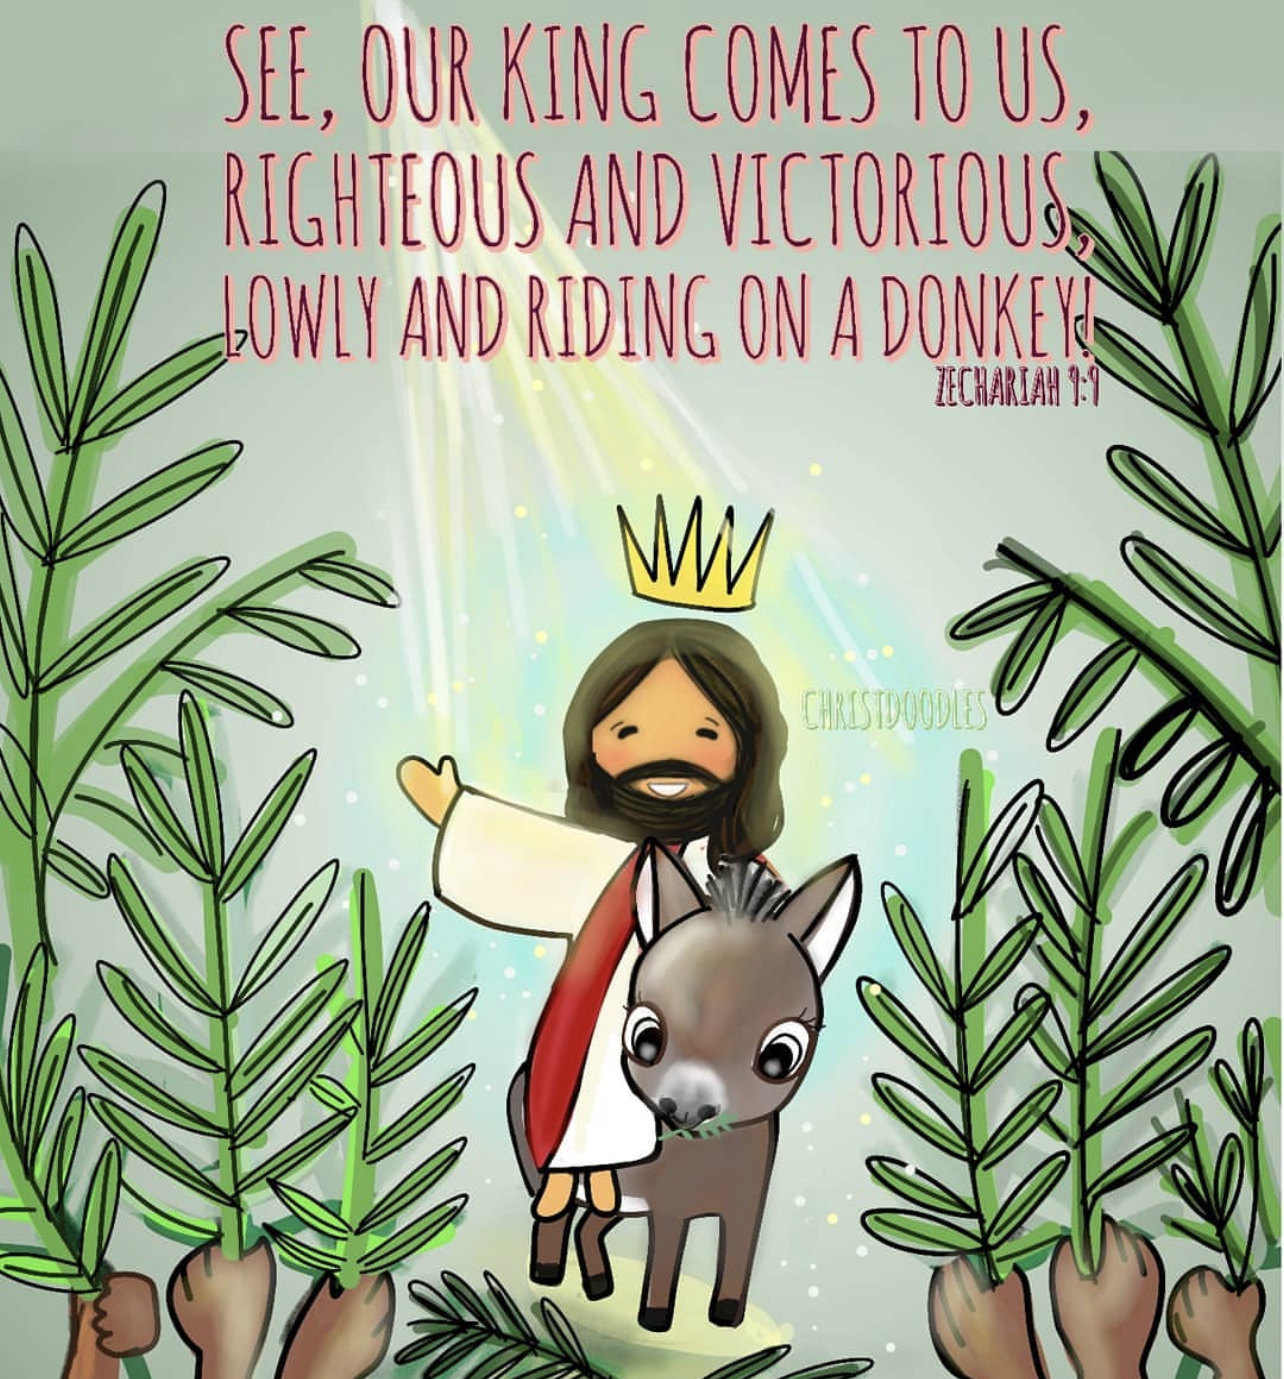 SEE, OUR KING COMES TO US,
RIGHTEOUS AND VICTORIOUS,
LOWLY AND RIDING ON A DONKEY!
ZECHARIAH 9:9
CHRISTDOODLES